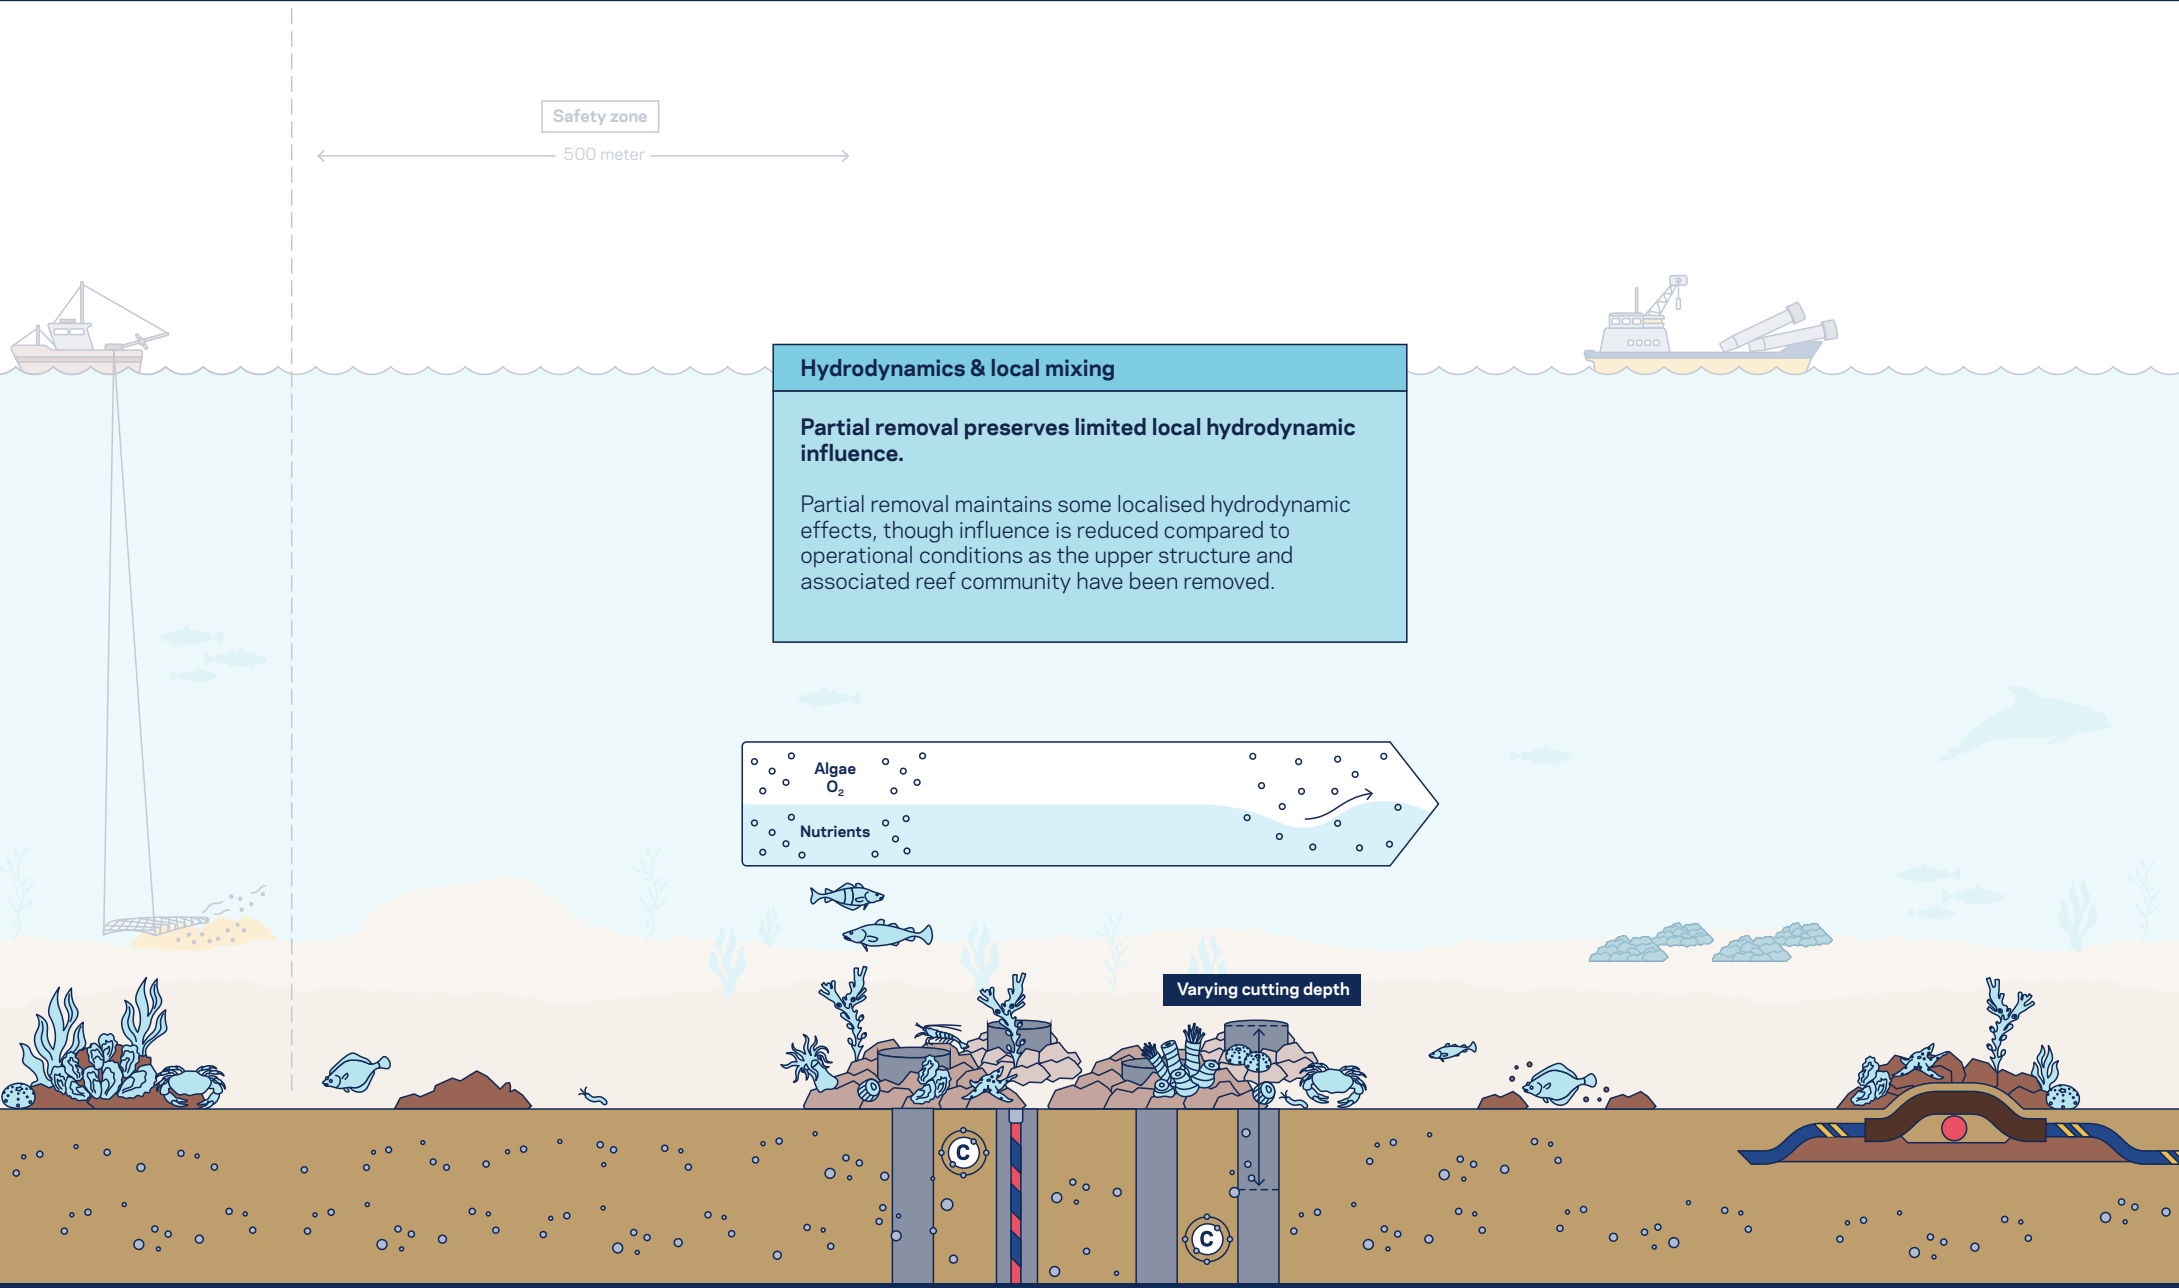 Safety zone
500 meter
Hydrodynamics & local mixing
Partial removal preserves limited local hydrodynamic
influence.
Partial removal maintains some localised hydrodynamic
effects, though influence is reduced compared to
operational conditions as the upper structure and
associated reef community have been removed.
Algae
O₂
Nutrients
Varying cutting depth
C
C